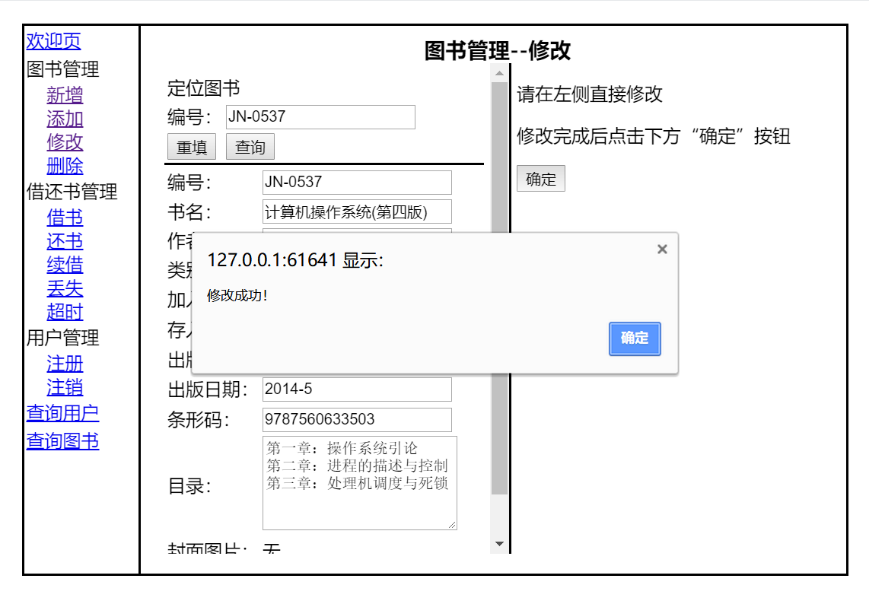 欢迎页
图书管理
新增
添加
修改
删除
借还书管理
借书
还书
续借
丢失
超时
用户管理
注册
注销
查询用户
查询图书
图书管理--修改
定位图书
编号： JN-0537
重填 查询
编号： JN-0537
书名： 计算机操作系统(第四版)
127.0.0.1:61641 显示：
×
修改成功！
确定
出版日期： 2014-5
条形码： 9787560633503
目录：
第一章：操作系统引论
第二章：进程的描述与控制
第三章：处理机调度与死锁
封面图片： 无
请在左侧直接修改
修改完成后点击下方“确定”按钮
确定